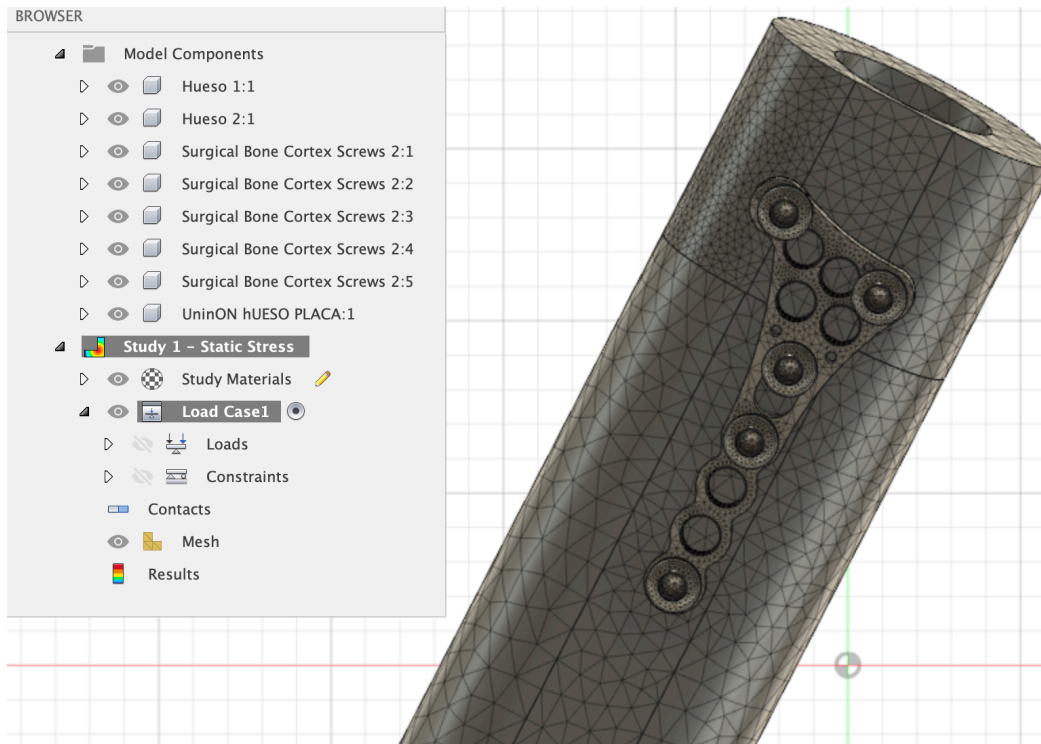 BROWSER
Model Components
Hueso 1:1
Hueso 2:1
Surgical Bone Cortex Screws 2:1
Surgical Bone Cortex Screws 2:2
Surgical Bone Cortex Screws 2:3
Surgical Bone Cortex Screws 2:4
Surgical Bone Cortex Screws 2:5
UninON hUESO PLACA:1
Study 1 - Static Stress
Study Materials
Load Case1
Loads
Constraints
Contacts
Mesh
Results